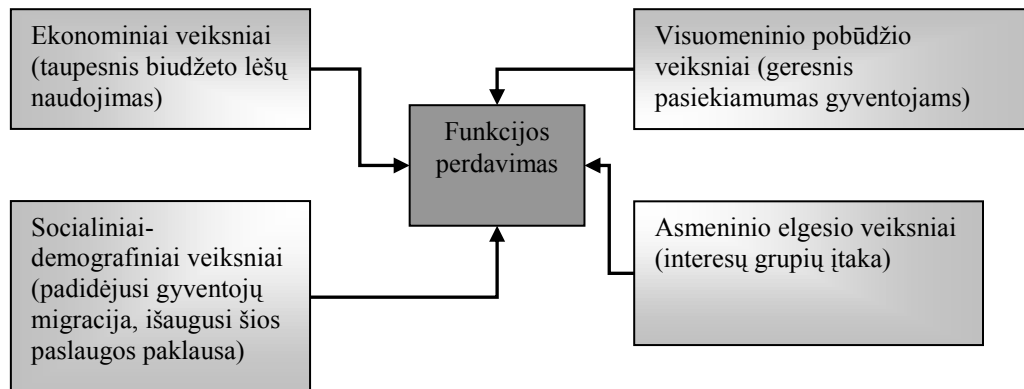 Ekonominiai veiksniai
(taupesnis biudžeto lėšų
naudojimas)
Visuomeninio pobūdžio
veiksniai (geresnis
pasiekiamumas gyventojams)
Funkcijos
perdavimas
Socialiniai-
demografiniai veiksniai
(padidėjusi gyventojų
migracija, išaugusi šios
paslaugos paklausa)
Asmeninio elgesio veiksniai
(interesų grupių įtaka)